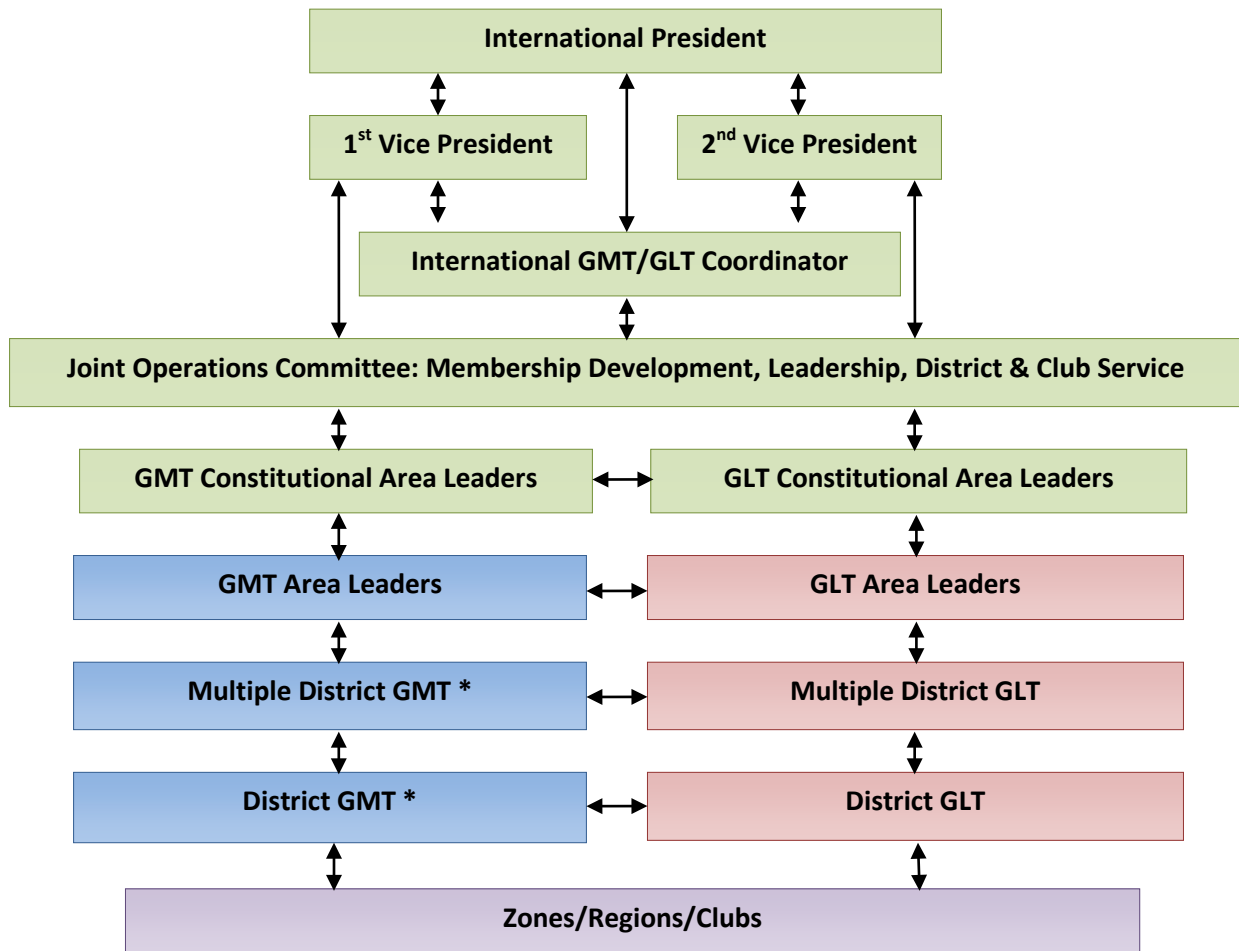 International President
1st Vice President
2nd Vice President
International GMT/GLT Coordinator
Joint Operations Committee: Membership Development, Leadership, District & Club Service
GMT Constitutional Area Leaders
GLT Constitutional Area Leaders
GMT Area Leaders
GLT Area Leaders
Multiple District GMT *
Multiple District GLT
District GMT *
District GLT
Zones/Regions/Clubs